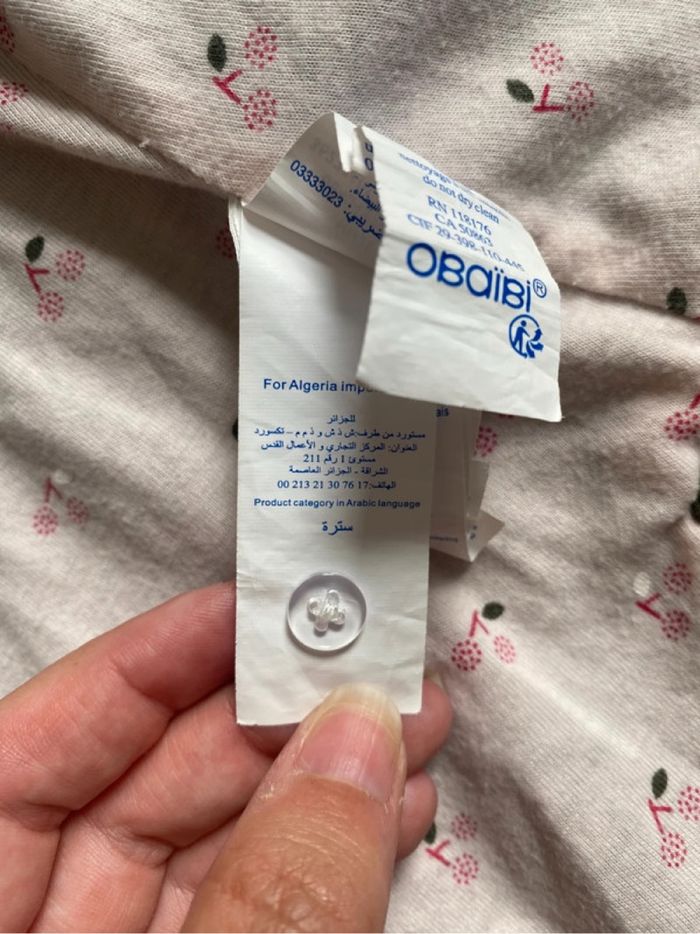 03333023
do not dry clean
RN 118176
CA 50863
CIF 29-398-110-445
OBaïBi®
For Algeria
للجزائر
مستورد من طرف:ش ذ ش و ذ م م – تكسورد
العنوان: المركز التجاري و الأعمال القدس
مستوى 1 رقم 211
الشراقة - الجزائر العاصمة
الهاتف:17 76 30 21 213 00
Product category in Arabic language
سترة